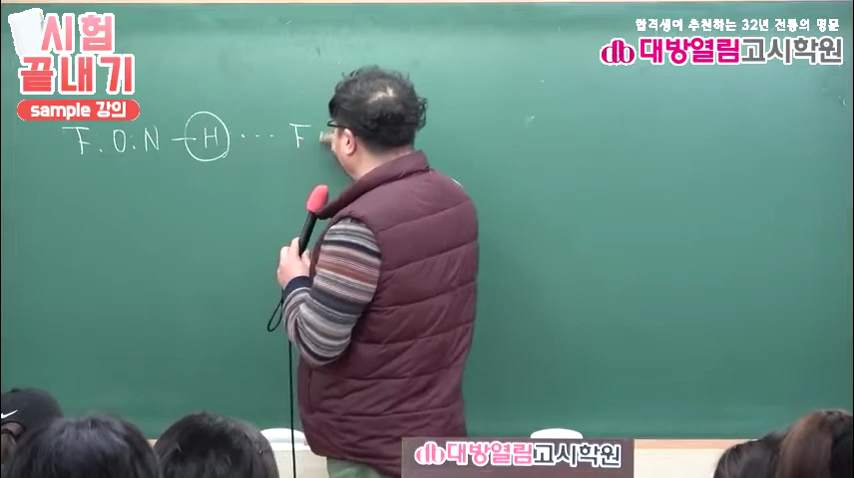 시험
끝내기
sample 강의
합격생이 추천하는 32년 전통의 명문
db 대방열림고시학원
F. O. N — H ··· F
db 대방열림고시학원